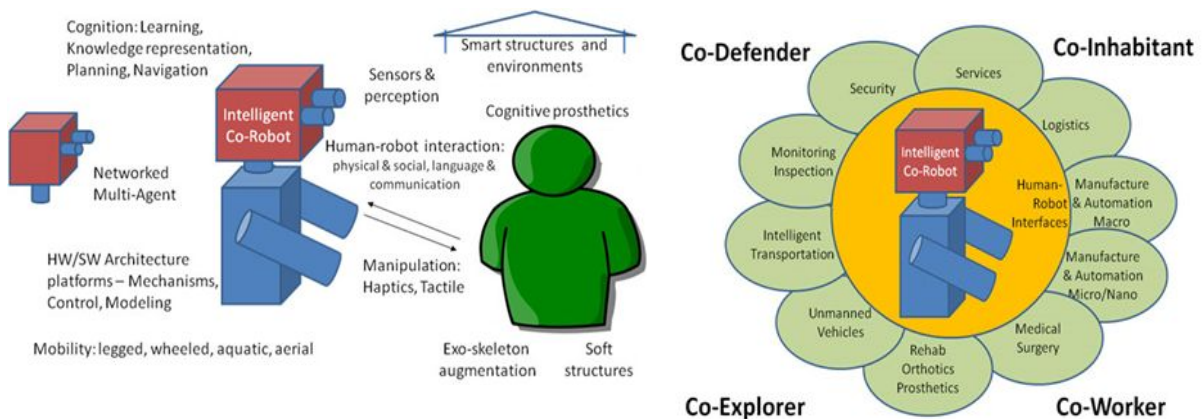 Cognition: Learning,
Knowledge representation,
Planning, Navigation
Smart structures and
environments
Sensors &
perception
Intelligent
Co-Robot
Cognitive prosthetics
Human-robot interaction:
physical & social, language &
communication
Networked
Multi-Agent
HW/SW Architecture
platforms – Mechanisms,
Control, Modeling
Manipulation:
Haptics, Tactile
Mobility: legged, wheeled, aquatic, aerial
Exo-skeleton
augmentation
Soft
structures
Co-Defender
Co-Inhabitant
Services
Security
Logistics
Intelligent
Co-Robot
Monitoring
Inspection
Human-
Robot
Interfaces
Manufacture
& Automation
Macro
Intelligent
Transportation
Manufacture
& Automation
Micro/Nano
Unmanned
Vehicles
Medical
Surgery
Rehab
Orthotics
Prosthetics
Co-Explorer
Co-Worker